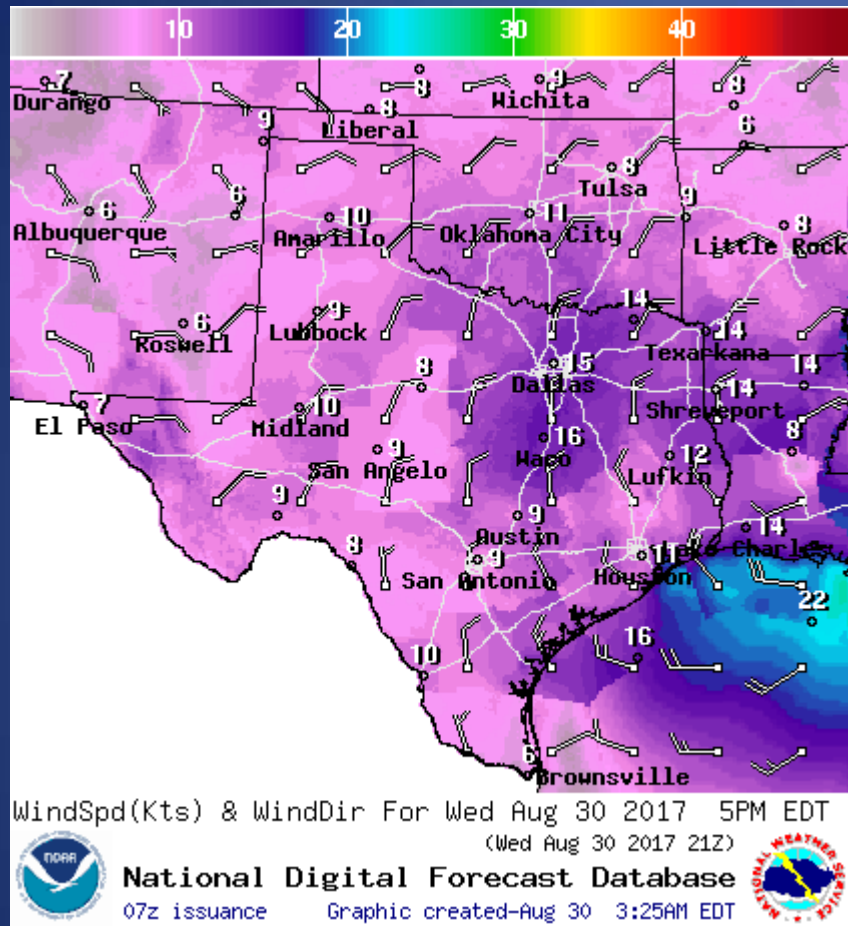 10 20 30 40
7 8 9 8
Durango Wichita
8
Liberal
9 6
8
Tulsa
6 6 10 11 9 8
Albuquerque Amarillo Oklahoma City Little Rock
6 9 14 14
Roswell Lubbock Texarkana
15 14
8 Dallas 14
7 10 Shreveport
El Paso Midland
16 8
9 Waco 12
San Angelo Lufkin
9 9 14
Austin
8 9 11 Lake Charles
San Antonio Houston
22
16
10
6
Brownsville
WindSpd(Kts) & WindDir For Wed Aug 30 2017 5PM EDT
(Wed Aug 30 2017 21Z)
NOAA
National Digital Forecast Database
07z issuance Graphic created-Aug 30 3:25AM EDT
NATIONAL WEATHER SERVICE